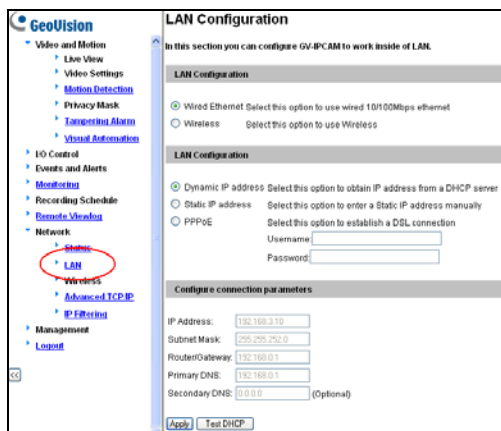 GeoVision
Video and Motion
Live View
Video Settings
Motion Detection
Privacy Mask
Tampering Alarm
Visual Automation
I/O Control
Events and Alerts
Monitoring
Recording Schedule
Remote Viewlog
Network
Status
LAN
Wireless
Advanced TCP/IP
IP Filtering
Management
Logout
<<
LAN Configuration
In this section you can configure GV-IPCAM to work inside of LAN.
LAN Configuration
Wired Ethernet Select this option to use wired 10/100Mbps ethernet
Wireless Select this option to use Wireless
LAN Configuration
Dynamic IP address Select this option to obtain IP address from a DHCP server
Static IP address Select this option to enter a Static IP address manually
PPPoE Select this option to establish a DSL connection
Username:
Password:
Configure connection parameters
IP Address: 192.168.3.10
Subnet Mask: 255.255.252.0
Router/Gateway: 192.168.0.1
Primary DNS: 192.168.0.1
Secondary DNS: 0.0.0.0 (Optional)
Apply Test DHCP